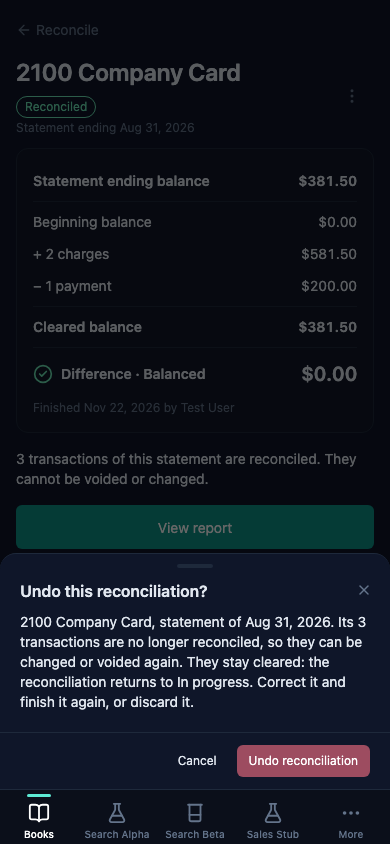 Reconcile
2100 Company Card
Reconciled
Statement ending Aug 31, 2026
Statement ending balance $381.50
Beginning balance $0.00
+ 2 charges $581.50
− 1 payment $200.00
Cleared balance $381.50
Difference · Balanced $0.00
Finished Nov 22, 2026 by Test User
3 transactions of this statement are reconciled. They
cannot be voided or changed.
View report
Undo this reconciliation?
2100 Company Card, statement of Aug 31, 2026. Its 3
transactions are no longer reconciled, so they can be
changed or voided again. They stay cleared: the
reconciliation returns to In progress. Correct it and
finish it again, or discard it.
Cancel Undo reconciliation
Books Search Alpha Search Beta Sales Stub More